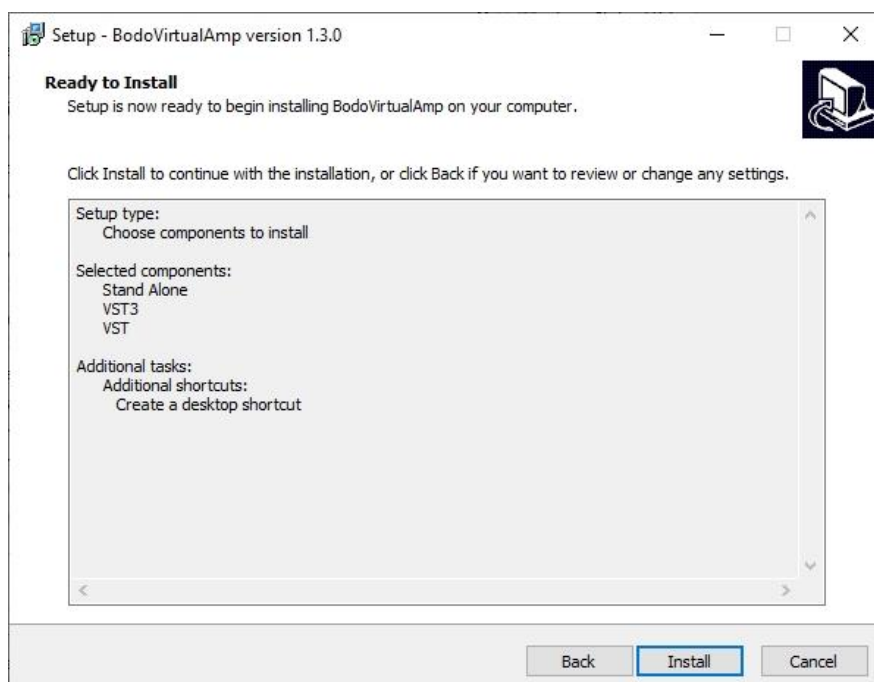 Setup - BodoVirtualAmp version 1.3.0
Ready to Install
Setup is now ready to begin installing BodoVirtualAmp on your computer.
Click Install to continue with the installation, or click Back if you want to review or change any settings.
Setup type:
Choose components to install
Selected components:
Stand Alone
VST3
VST
Additional tasks:
Additional shortcuts:
Create a desktop shortcut
Back
Install
Cancel